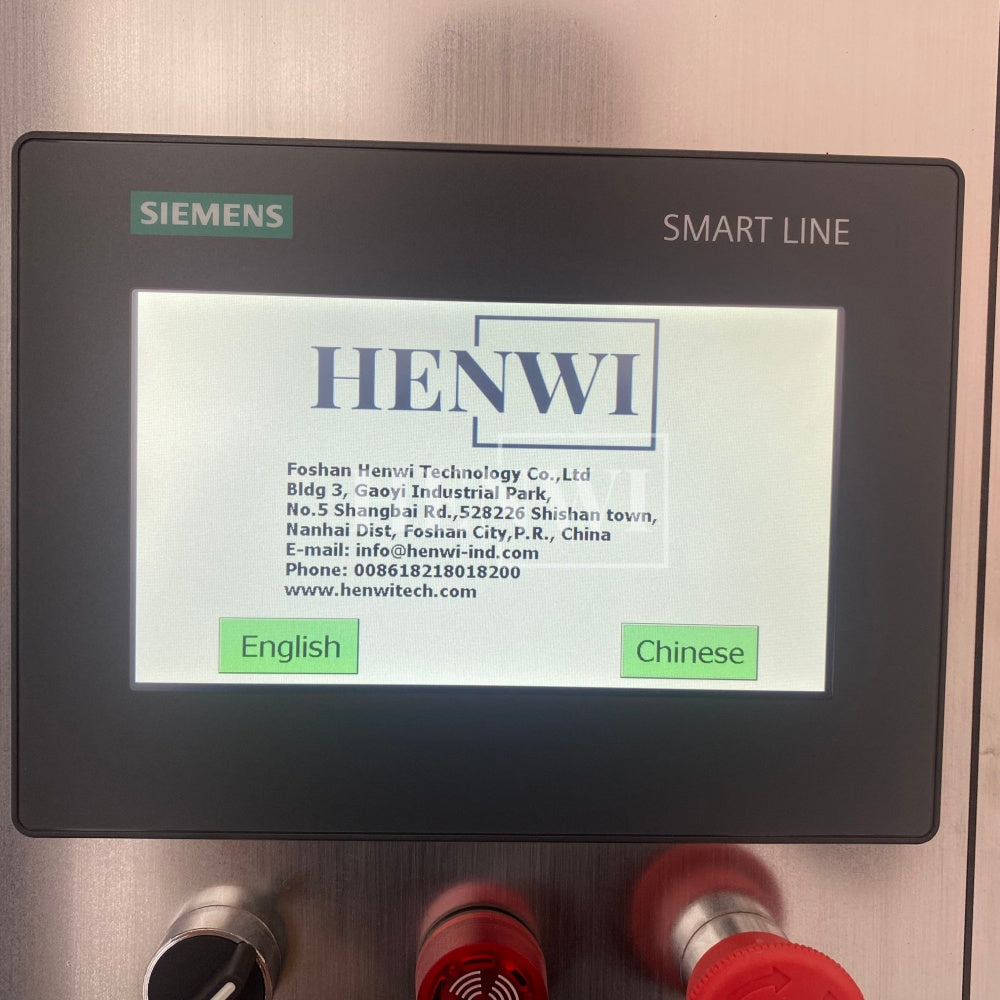 SIEMENS
SMART LINE
HENWI
Foshan Henwi Technology Co.,Ltd
Bldg 3, Gaoyi Industrial Park,
No.5 Shangbai Rd.,528226 Shishan town,
Nanhai Dist, Foshan City,P.R., China
E-mail: info@henwi-ind.com
Phone: 008618218018200
www.henwitech.com
English
Chinese
HENWI